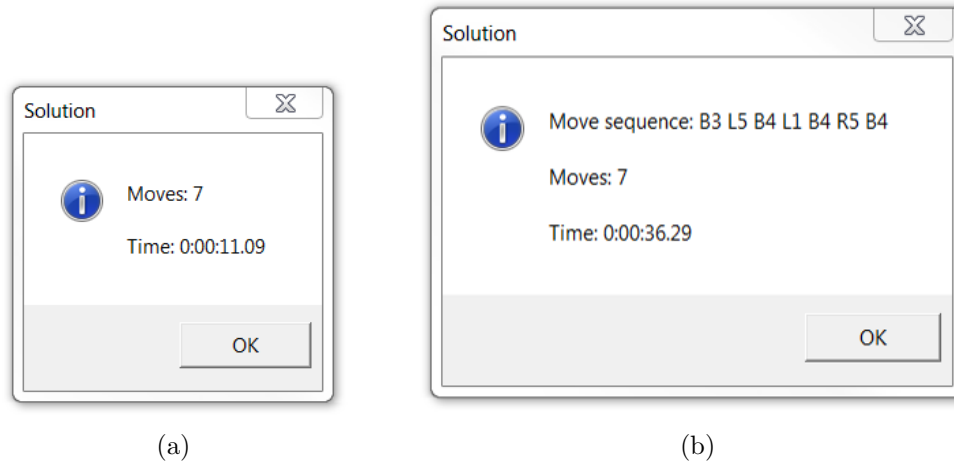 Solution
Moves: 7
Time: 0:00:11.09
OK
(a)
Solution
Move sequence: B3 L5 B4 L1 B4 R5 B4
Moves: 7
Time: 0:00:36.29
OK
(b)